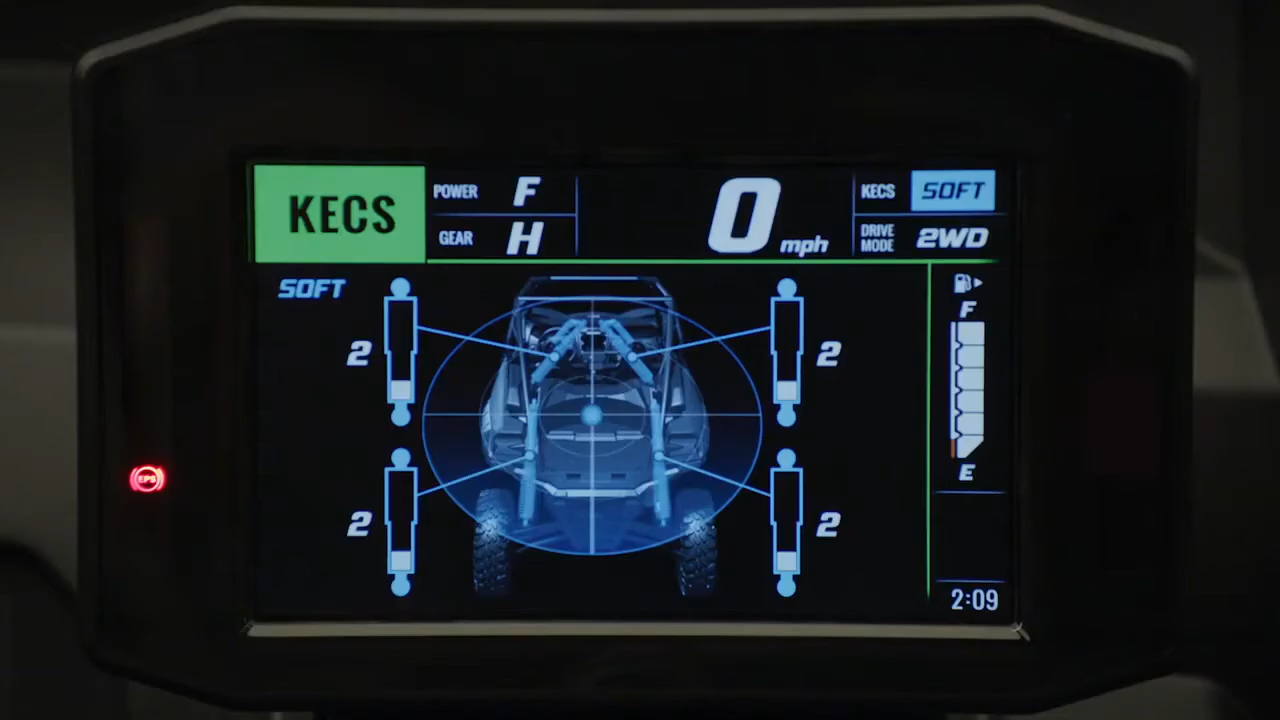 KECS
POWER F
GEAR H
0 mph
KECS SOFT
DRIVE MODE 2WD
SOFT
2
2
2
2
F
E
2:09
EPS